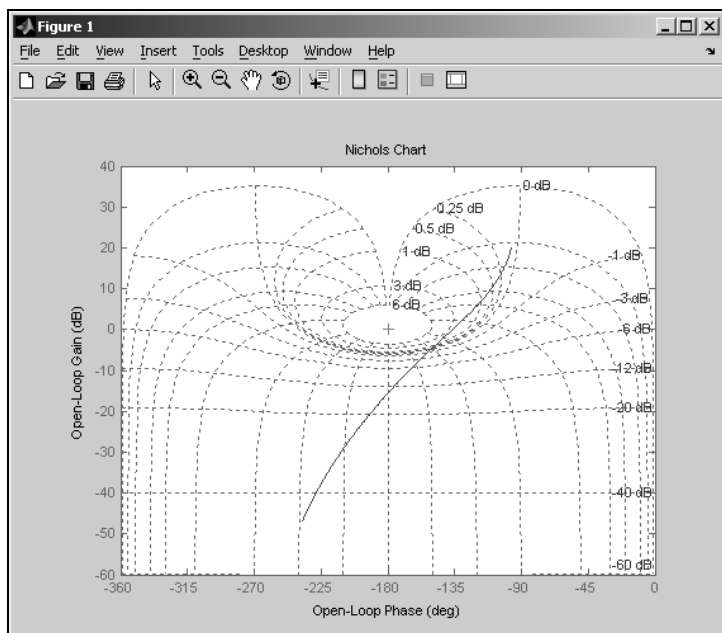 Figure 1
File Edit View Insert Tools Desktop Window Help
Nichols Chart
Open-Loop Gain (dB)
40
30
20
10
0
-10
-20
-30
-40
-50
-60
0 dB
0.25 dB
0.5 dB
1 dB
3 dB
6 dB
-1 dB
-3 dB
-6 dB
-12 dB
-20 dB
-40 dB
-60 dB
-360 -315 -270 -225 -180 -135 -90 -45 0
Open-Loop Phase (deg)